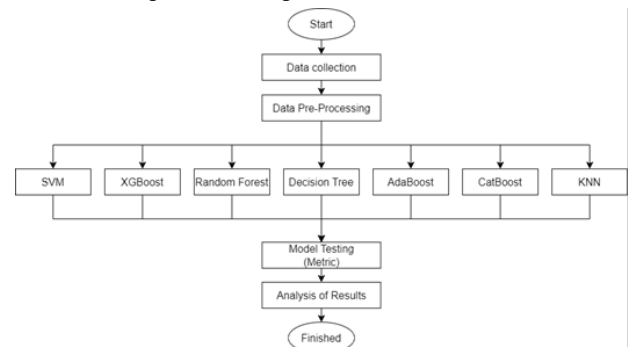 Start
Data collection
Data Pre-Processing
SVM
XGBoost
Random Forest
Decision Tree
AdaBoost
CatBoost
KNN
Model Testing
(Metric)
Analysis of Results
Finished